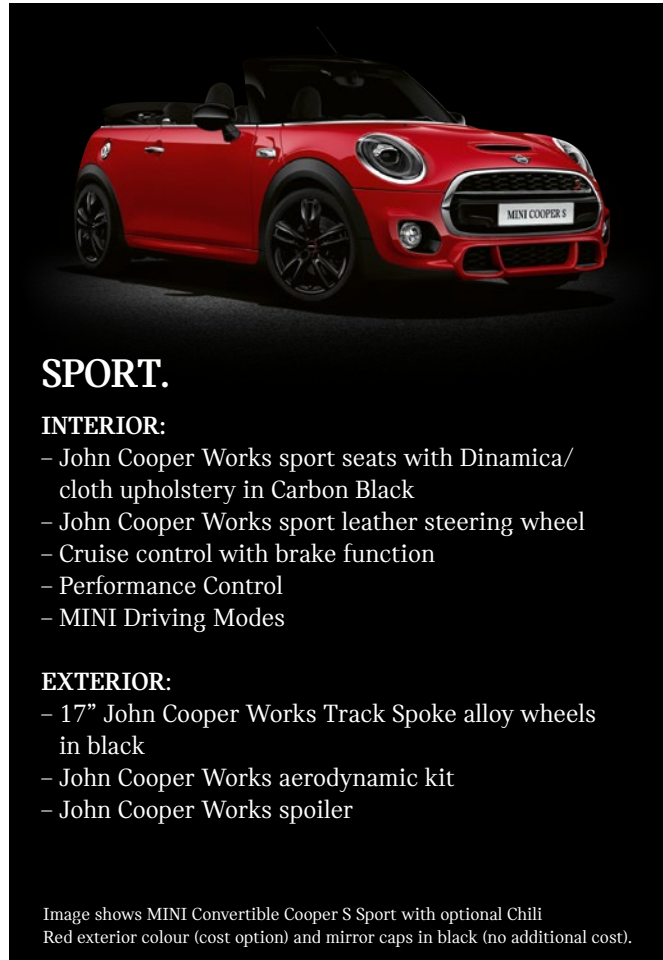 MINI COOPER S
SPORT.
INTERIOR:
– John Cooper Works sport seats with Dinamica/
cloth upholstery in Carbon Black
– John Cooper Works sport leather steering wheel
– Cruise control with brake function
– Performance Control
– MINI Driving Modes
EXTERIOR:
– 17” John Cooper Works Track Spoke alloy wheels
in black
– John Cooper Works aerodynamic kit
– John Cooper Works spoiler
Image shows MINI Convertible Cooper S Sport with optional Chili
Red exterior colour (cost option) and mirror caps in black (no additional cost).